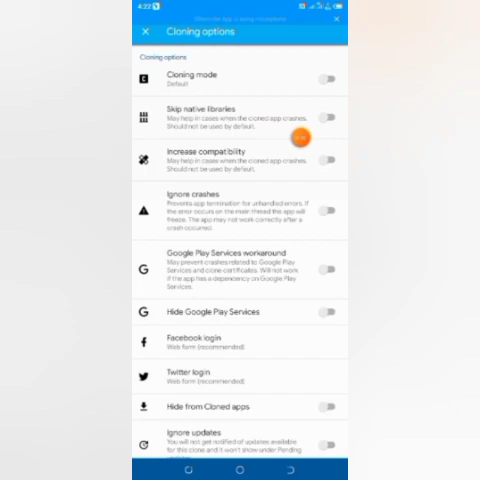 4:22
Cloning options
Cloning options
Cloning mode
Default
Skip native libraries
May help in cases when the cloned app crashes.
Should not be used by default.
Increase compatibility
May help in cases when the cloned app crashes.
Should not be used by default.
Ignore crashes
Prevents app termination for unhandled errors. If
the error occurs on the main thread the app will
freeze. The app may not work correctly after a
crash occurred.
Google Play Services workaround
May prevent crashes related to Google Play
Services and clone certificates. Will not work
if the app has a dependency on Google Play
Services.
Hide Google Play Services
Facebook login
Web form (recommended)
Twitter login
Web form (recommended)
Hide from Cloned apps
Ignore updates
You will not get notified of updates available
for this clone and it won't show under Pending